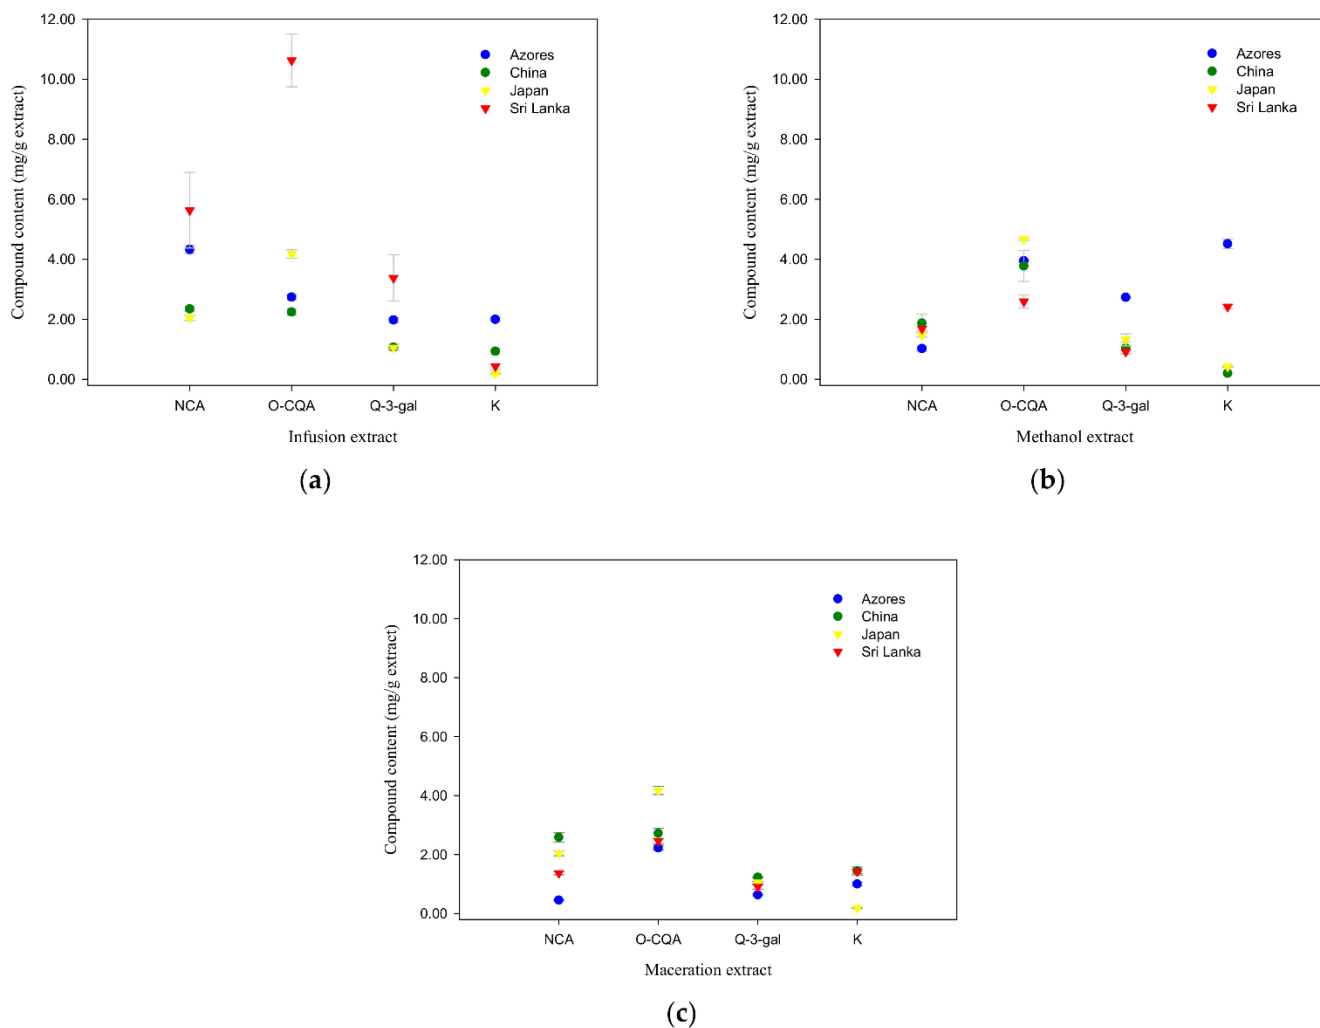 12.00
10.00
8.00
6.00
4.00
2.00
0.00
Compound content (mg/g extract)
Azores
China
Japan
Sri Lanka
NCA O-CQA Q-3-gal K
Infusion extract
(a)
12.00
10.00
8.00
6.00
4.00
2.00
0.00
Compound content (mg/g extract)
Azores
China
Japan
Sri Lanka
NCA O-CQA Q-3-gal K
Methanol extract
(b)
12.00
10.00
8.00
6.00
4.00
2.00
0.00
Compound content (mg/g extract)
Azores
China
Japan
Sri Lanka
NCA O-CQA Q-3-gal K
Maceration extract
(c)